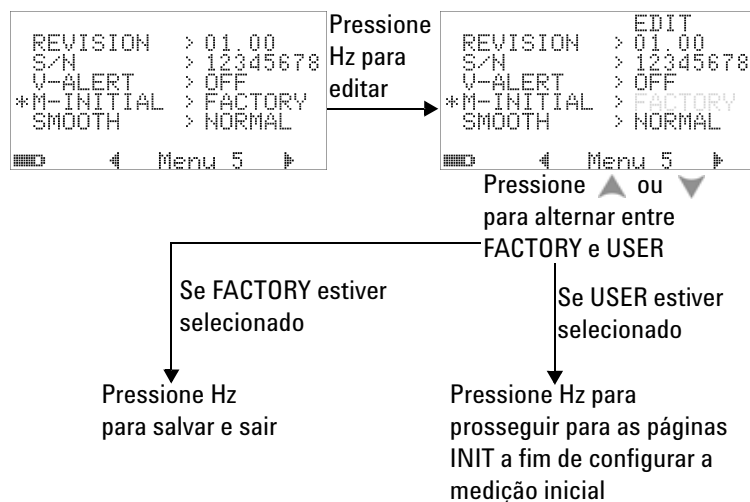 REVISION > 01.00
S/N > 12345678
V-ALERT > OFF
*M-INITIAL > FACTORY
SMOOTH > NORMAL
Menu 5
Pressione
Hz para
editar
EDIT
REVISION > 01.00
S/N > 12345678
V-ALERT > OFF
*M-INITIAL > FACTORY
SMOOTH > NORMAL
Menu 5
Pressione ou
para alternar entre
FACTORY e USER
Se FACTORY estiver
selecionado
Se USER estiver
selecionado
Pressione Hz
para salvar e sair
Pressione Hz para
prosseguir para as páginas
INIT a fim de configurar a
medição inicial